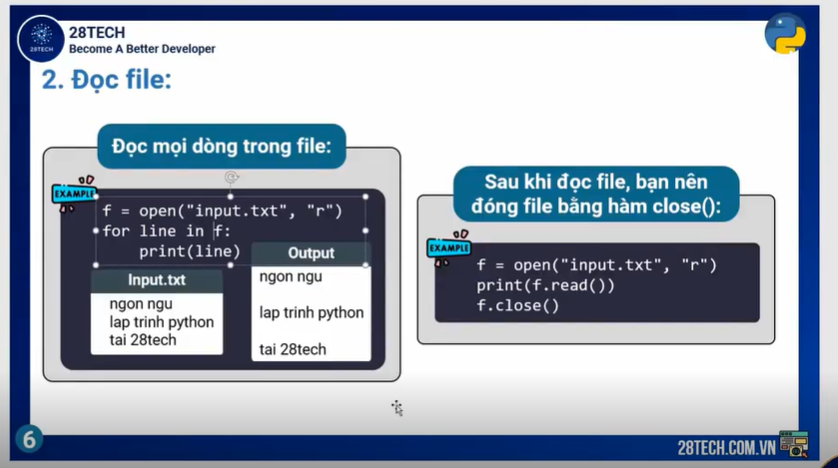 28TECH
Become A Better Developer
28TECH
2. Đọc file:
Đọc mọi dòng trong file:
EXAMPLE
f = open("input.txt", "r")
for line in f:
print(line)
Input.txt
ngon ngu
lap trinh python
tai 28tech
Output
ngon ngu
lap trinh python
tai 28tech
Sau khi đọc file, bạn nên
đóng file bằng hàm close():
EXAMPLE
f = open("input.txt", "r")
print(f.read())
f.close()
6
28TECH.COM.VN